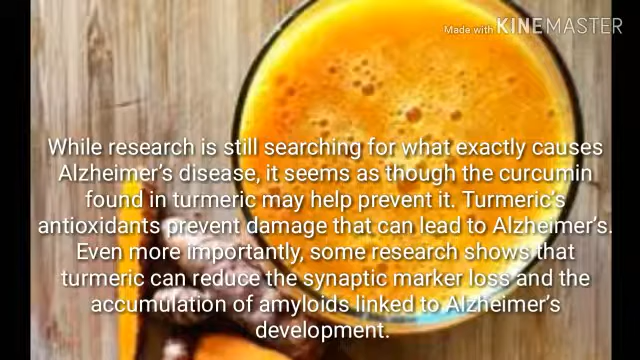 Made with KINEMASTER
While research is still searching for what exactly causes
Alzheimer's disease, it seems as though the curcumin
found in turmeric may help prevent it. Turmeric's
antioxidants prevent damage that can lead to Alzheimer's.
Even more importantly, some research shows that
turmeric can reduce the synaptic marker loss and the
accumulation of amyloids linked to Alzheimer's
development.